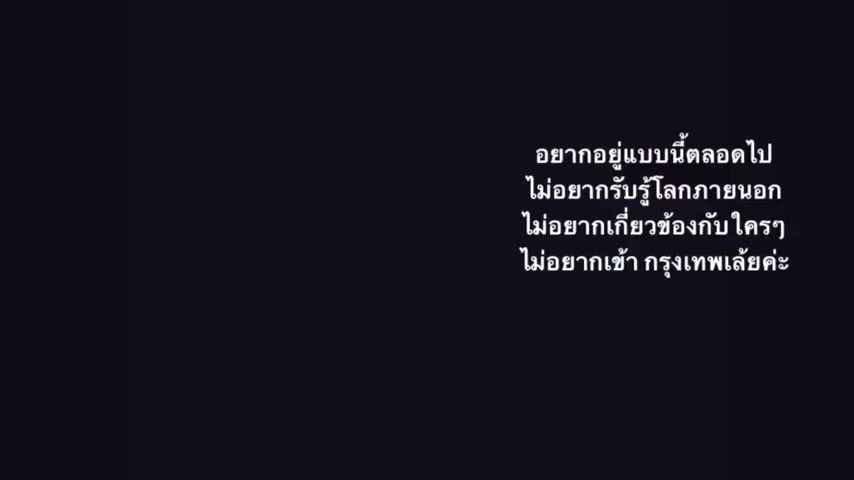 อยากอยู่แบบนี้ตลอดไป
ไม่อยากรับรู้โลกภายนอก
ไม่อยากเกี่ยวข้องกับใครๆ
ไม่อยากเข้า กรุงเทพเล้ยค่ะ